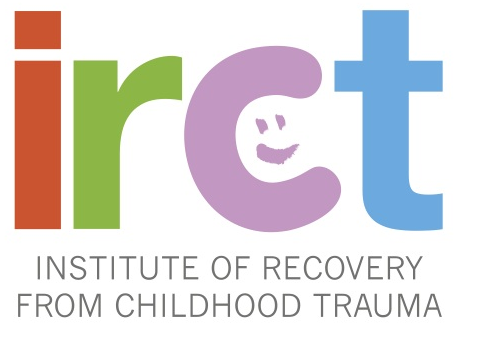 irct
INSTITUTE OF RECOVERY
FROM CHILDHOOD TRAUMA